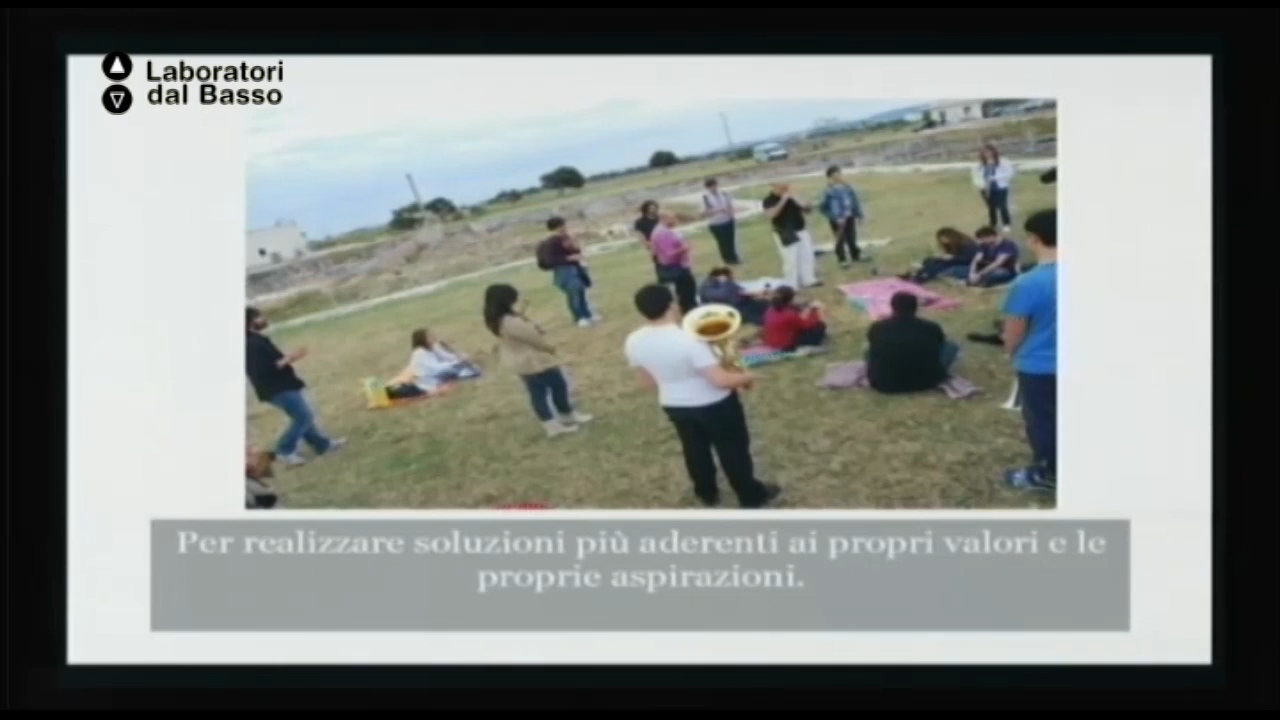 Laboratori
dal Basso
Per realizzare soluzioni più aderenti ai propri valori e le
proprie aspirazioni.